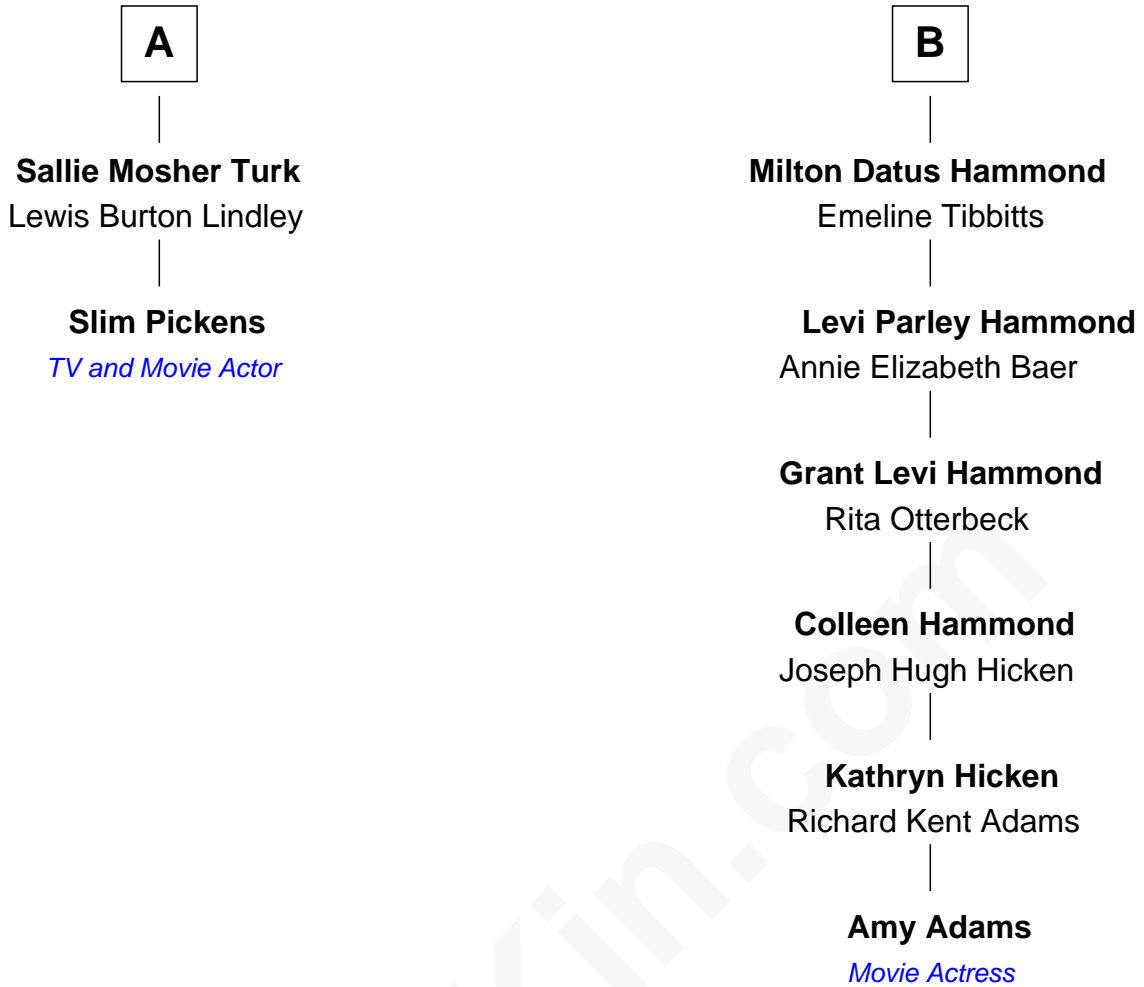 A
Sallie Mosher Turk
Lewis Burton Lindley
Slim Pickens
TV and Movie Actor
B
Milton Datus Hammond
Emeline Tibbitts
Levi Parley Hammond
Annie Elizabeth Baer
Grant Levi Hammond
Rita Otterbeck
Colleen Hammond
Joseph Hugh Hicken
Kathryn Hicken
Richard Kent Adams
Amy Adams
Movie Actress